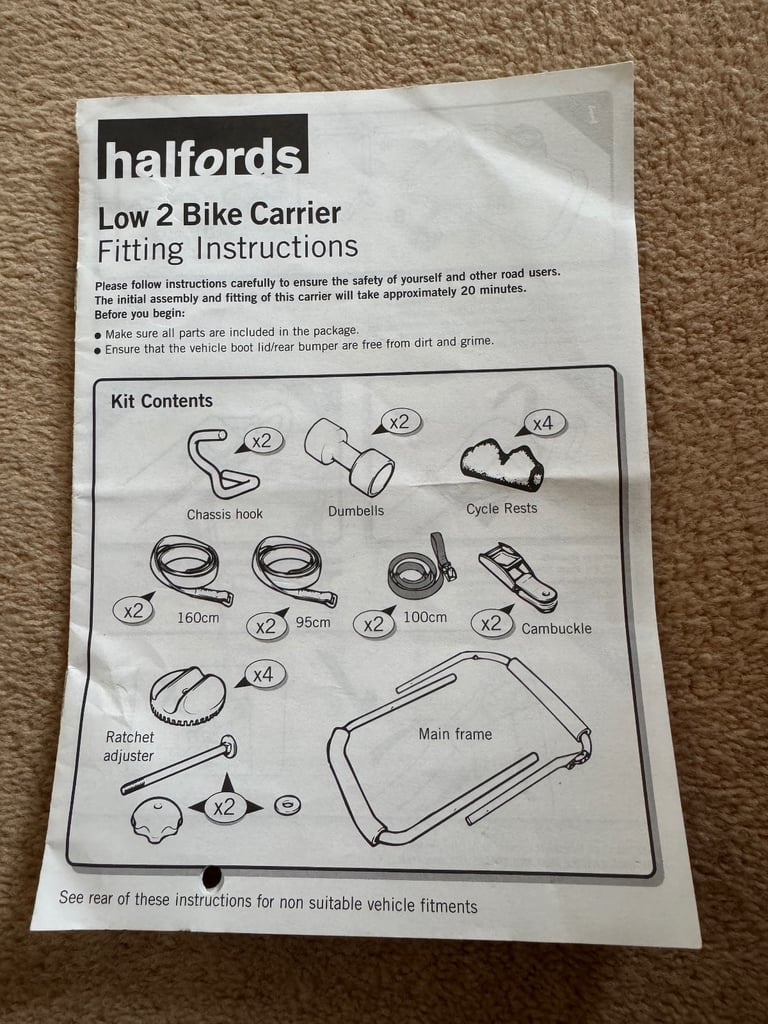 halfords
Low 2 Bike Carrier
Fitting Instructions
Please follow instructions carefully to ensure the safety of yourself and other road users.
The initial assembly and fitting of this carrier will take approximately 20 minutes.
Before you begin:
● Make sure all parts are included in the package.
● Ensure that the vehicle boot lid/rear bumper are free from dirt and grime.
Kit Contents
x2
Chassis hook
x2
Dumbells
x4
Cycle Rests
x2
160cm
x2
95cm
x2
100cm
x2
Cambuckle
x4
Ratchet
adjuster
x2
Main frame
See rear of these instructions for non suitable vehicle fitments